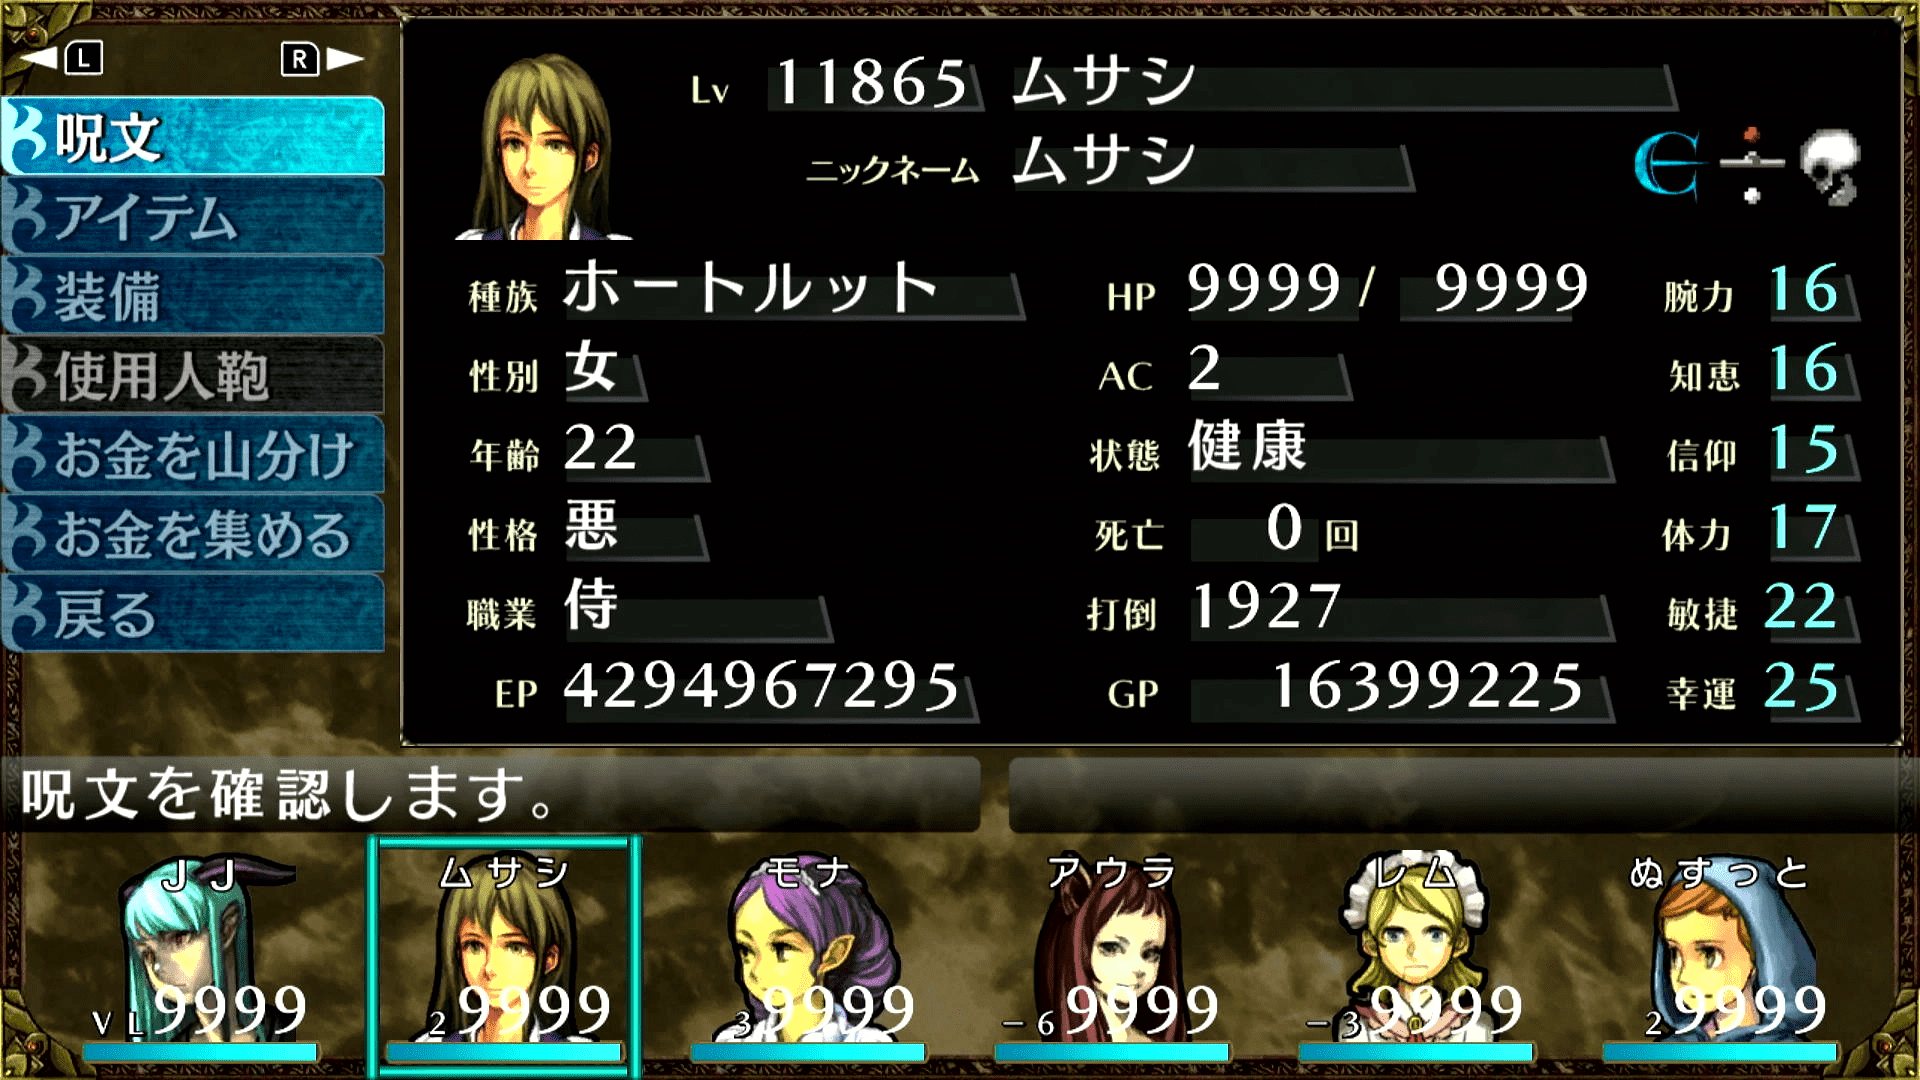 L R
呪文
アイテム
装備
使用人鞄
お金を山分け
お金を集める
戻る
Lv 11865 ムサシ
ニックネーム ムサシ
種族 ホートルット HP 9999/ 9999 腕力 16
性別 女 AC 2 知恵 16
年齢 22 状態 健康 信仰 15
性格 悪 死亡 0 回 体力 17
職業 侍 打倒 1927 敏捷 22
EP 4294967295 GP 16399225 幸運 25
呪文を確認します。
JJ ムサシ モナ アウラ レム ぬすっと
VL 9999 2 9999 3 9999 -6 9999 -3 9999 2 9999